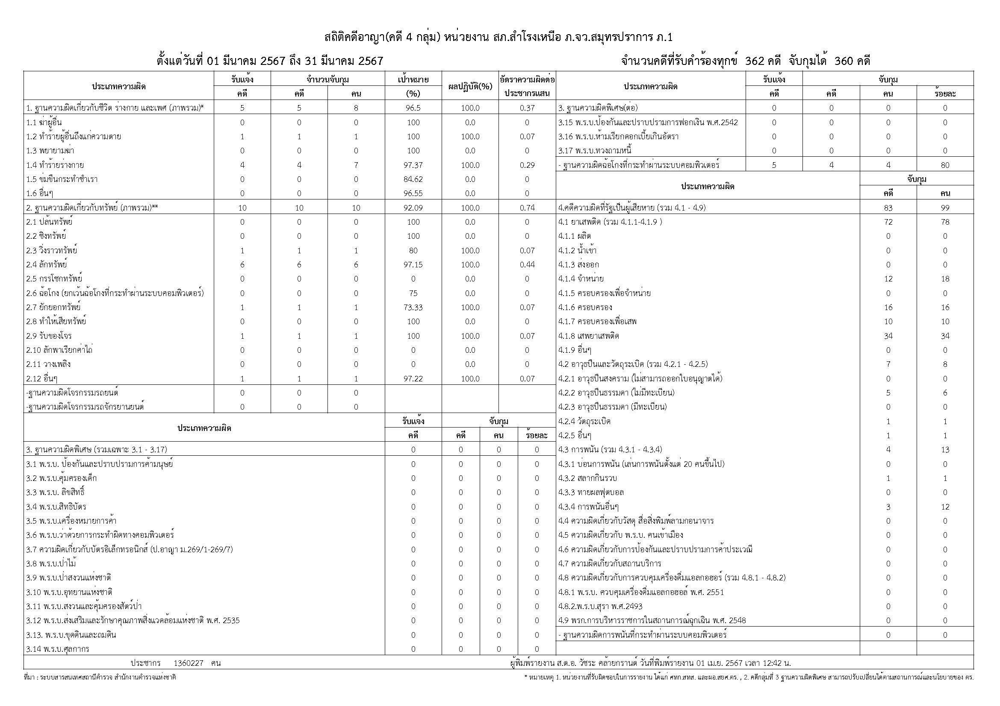 สถิติคดีอาญา(คดี 4 กลุ่ม) หน่วยงาน สภ.สำโรงเหนือ ภ.จว.สมุทรปราการ ภ.1
ตั้งแต่วันที่ 01 มีนาคม 2567 ถึง 31 มีนาคม 2567
จำนวนคดีที่รับคำร้องทุกข์ 362 คดี จับกุมได้ 360 คดี
ประเภทความผิด รับแจ้ง จำนวนจับกุม เป้าหมาย ผลปฏิบัติ(%) อัตราความผิดต่อ
คดี คดี คน (%) ประชากรแสน
1. ฐานความผิดเกี่ยวกับชีวิต ร่างกาย และเพศ (ภาพรวม)* 5 5 8 96.5 100.0 0.37
1.1 ฆ่าผู้อื่น 0 0 0 100 0.0 0
1.2 ทำร้ายผู้อื่นถึงแก่ความตาย 1 1 1 100 100.0 0.07
1.3 พยายามฆ่า 0 0 0 100 0.0 0
1.4 ทำร้ายร่างกาย 4 4 7 97.37 100.0 0.29
1.5 ข่มขืนกระทำชำเรา 0 0 0 84.62 0.0 0
1.6 อื่นๆ 0 0 0 96.55 0.0 0
2. ฐานความผิดเกี่ยวกับทรัพย์ (ภาพรวม)** 10 10 10 92.09 100.0 0.74
2.1 ปล้นทรัพย์ 0 0 0 100 0.0 0
2.2 ชิงทรัพย์ 0 0 0 100 0.0 0
2.3 วิ่งราวทรัพย์ 1 1 1 80 100.0 0.07
2.4 ลักทรัพย์ 6 6 6 97.15 100.0 0.44
2.5 กรรโชกทรัพย์ 0 0 0 0 0.0 0
2.6 ฉ้อโกง (ยกเว้นฉ้อโกงที่กระทำผ่านระบบคอมพิวเตอร์) 0 0 0 75 0.0 0
2.7 ยักยอกทรัพย์ 1 1 1 73.33 100.0 0.07
2.8 ทำให้เสียทรัพย์ 0 0 0 100 0.0 0
2.9 รับของโจร 1 1 1 100 100.0 0.07
2.10 ลักพาเรียกค่าไถ่ 0 0 0 0 0.0 0
2.11 วางเพลิง 0 0 0 0 0.0 0
2.12 อื่นๆ 1 1 1 97.22 100.0 0.07
-ฐานความผิดโจรกรรมรถยนต์ 0 0 0
-ฐานความผิดโจรกรรมรถจักรยานยนต์ 0 0 0
ประเภทความผิด รับแจ้ง จับกุม
คดี คดี คน ร้อยละ
3. ฐานความผิดพิเศษ (รวมเฉพาะ 3.1 - 3.17) 0 0 0 0
3.1 พ.ร.บ. ป้องกันและปราบปรามการค้ามนุษย์ 0 0 0 0
3.2 พ.ร.บ.คุ้มครองเด็ก 0 0 0 0
3.3 พ.ร.บ. ลิขสิทธิ์ 0 0 0 0
3.4 พ.ร.บ.สิทธิบัตร 0 0 0 0
3.5 พ.ร.บ.เครื่องหมายการค้า 0 0 0 0
3.6 พ.ร.บ.ว่าด้วยการกระทำผิดทางคอมพิวเตอร์ 0 0 0 0
3.7 ความผิดเกี่ยวกับบัตรอิเล็กทรอนิกส์ (ป.อาญา ม.269/1-269/7) 0 0 0 0
3.8 พ.ร.บ.ป่าไม้ 0 0 0 0
3.9 พ.ร.บ.ป่าสงวนแห่งชาติ 0 0 0 0
3.10 พ.ร.บ.อุทยานแห่งชาติ 0 0 0 0
3.11 พ.ร.บ.สงวนและคุ้มครองสัตว์ป่า 0 0 0 0
3.12 พ.ร.บ.ส่งเสริมและรักษาคุณภาพสิ่งแวดล้อมแห่งชาติ พ.ศ. 2535 0 0 0 0
3.13. พ.ร.บ.ขุดดินและถมดิน 0 0 0 0
3.14 พ.ร.บ.ศุลกากร 0 0 0 0
ประเภทความผิด รับแจ้ง จับกุม
คดี คดี คน ร้อยละ
3. ฐานความผิดพิเศษ(ต่อ) 0 0 0 0
3.15 พ.ร.บ.ป้องกันและปราบปรามการฟอกเงิน พ.ศ.2542 0 0 0 0
3.16 พ.ร.บ.ห้ามเรียกดอกเบี้ยเกินอัตรา 0 0 0 0
3.17 พ.ร.บ.ทวงถามหนี้ 0 0 0 0
- ฐานความผิดฉ้อโกงที่กระทำผ่านระบบคอมพิวเตอร์ 5 4 4 80
ประเภทความผิด จับกุม
คดี คน
4.คดีความผิดที่รัฐเป็นผู้เสียหาย (รวม 4.1 - 4.9) 83 99
4.1 ยาเสพติด (รวม 4.1.1-4.1.9 ) 72 78
4.1.1 ผลิต 0 0
4.1.2 น้ำเข้า 0 0
4.1.3 ส่งออก 0 0
4.1.4 จำหน่าย 12 18
4.1.5 ครอบครองเพื่อจำหน่าย 0 0
4.1.6 ครอบครอง 16 16
4.1.7 ครอบครองเพื่อเสพ 10 10
4.1.8 เสพยาเสพติด 34 34
4.1.9 อื่นๆ 0 0
4.2 อาวุธปืนและวัตถุระเบิด (รวม 4.2.1 - 4.2.5) 7 8
4.2.1 อาวุธปืนสงคราม (ไม่สามารถออกใบอนุญาตได้) 0 0
4.2.2 อาวุธปืนธรรมดา (ไม่มีทะเบียน) 5 6
4.2.3 อาวุธปืนธรรมดา (มีทะเบียน) 0 0
4.2.4 วัตถุระเบิด 1 1
4.2.5 อื่นๆ 1 1
4.3 การพนัน (รวม 4.3.1 - 4.3.4) 4 13
4.3.1 บ่อนการพนัน (เล่นการพนันตั้งแต่ 20 คนขึ้นไป) 0 0
4.3.2 สลากกินรวบ 1 1
4.3.3 ทายผลฟุตบอล 0 0
4.3.4 การพนันอื่นๆ 3 12
4.4 ความผิดเกี่ยวกับวัสดุ สื่อสิ่งพิมพ์ลามกอนาจาร 0 0
4.5 ความผิดเกี่ยวกับ พ.ร.บ. คนเข้าเมือง 0 0
4.6 ความผิดเกี่ยวกับการป้องกันและปราบปรามการค้าประเวณี 0 0
4.7 ความผิดเกี่ยวกับสถานบริการ 0 0
4.8 ความผิดเกี่ยวกับการควบคุมเครื่องดื่มแอลกอฮอร์ (รวม 4.8.1 - 4.8.2) 0 0
4.8.1 พ.ร.บ. ควบคุมเครื่องดื่มแอลกอฮอล์ พ.ศ. 2551 0 0
4.8.2.พ.ร.บ.สุรา พ.ศ.2493 0 0
4.9 พรก.การบริหารราชการในสถานการณ์ฉุกเฉิน พ.ศ. 2548 0 0
- ฐานความผิดการพนันที่กระทำผ่านระบบคอมพิวเตอร์ 0 0
ประชากร 1360227 คน
ผู้พิมพ์รายงาน ส.ต.อ. วัชระ คล้ายกรานต์ วันที่พิมพ์รายงาน 01 เม.ย. 2567 เวลา 12:42 น.
ที่มา : ระบบสารสนเทศสถานีตำรวจ สำนักงานตำรวจแห่งชาติ
* หมายเหตุ 1. หน่วยงานที่รับผิดชอบในการรายงาน ได้แก่ ศทก.สทส. และผอ.สยศ.ตร. , 2. คดีกลุ่มที่ 3 ฐานความผิดพิเศษ สามารถปรับเปลี่ยนได้ตามสถานการณ์และนโยบายของ ตร.